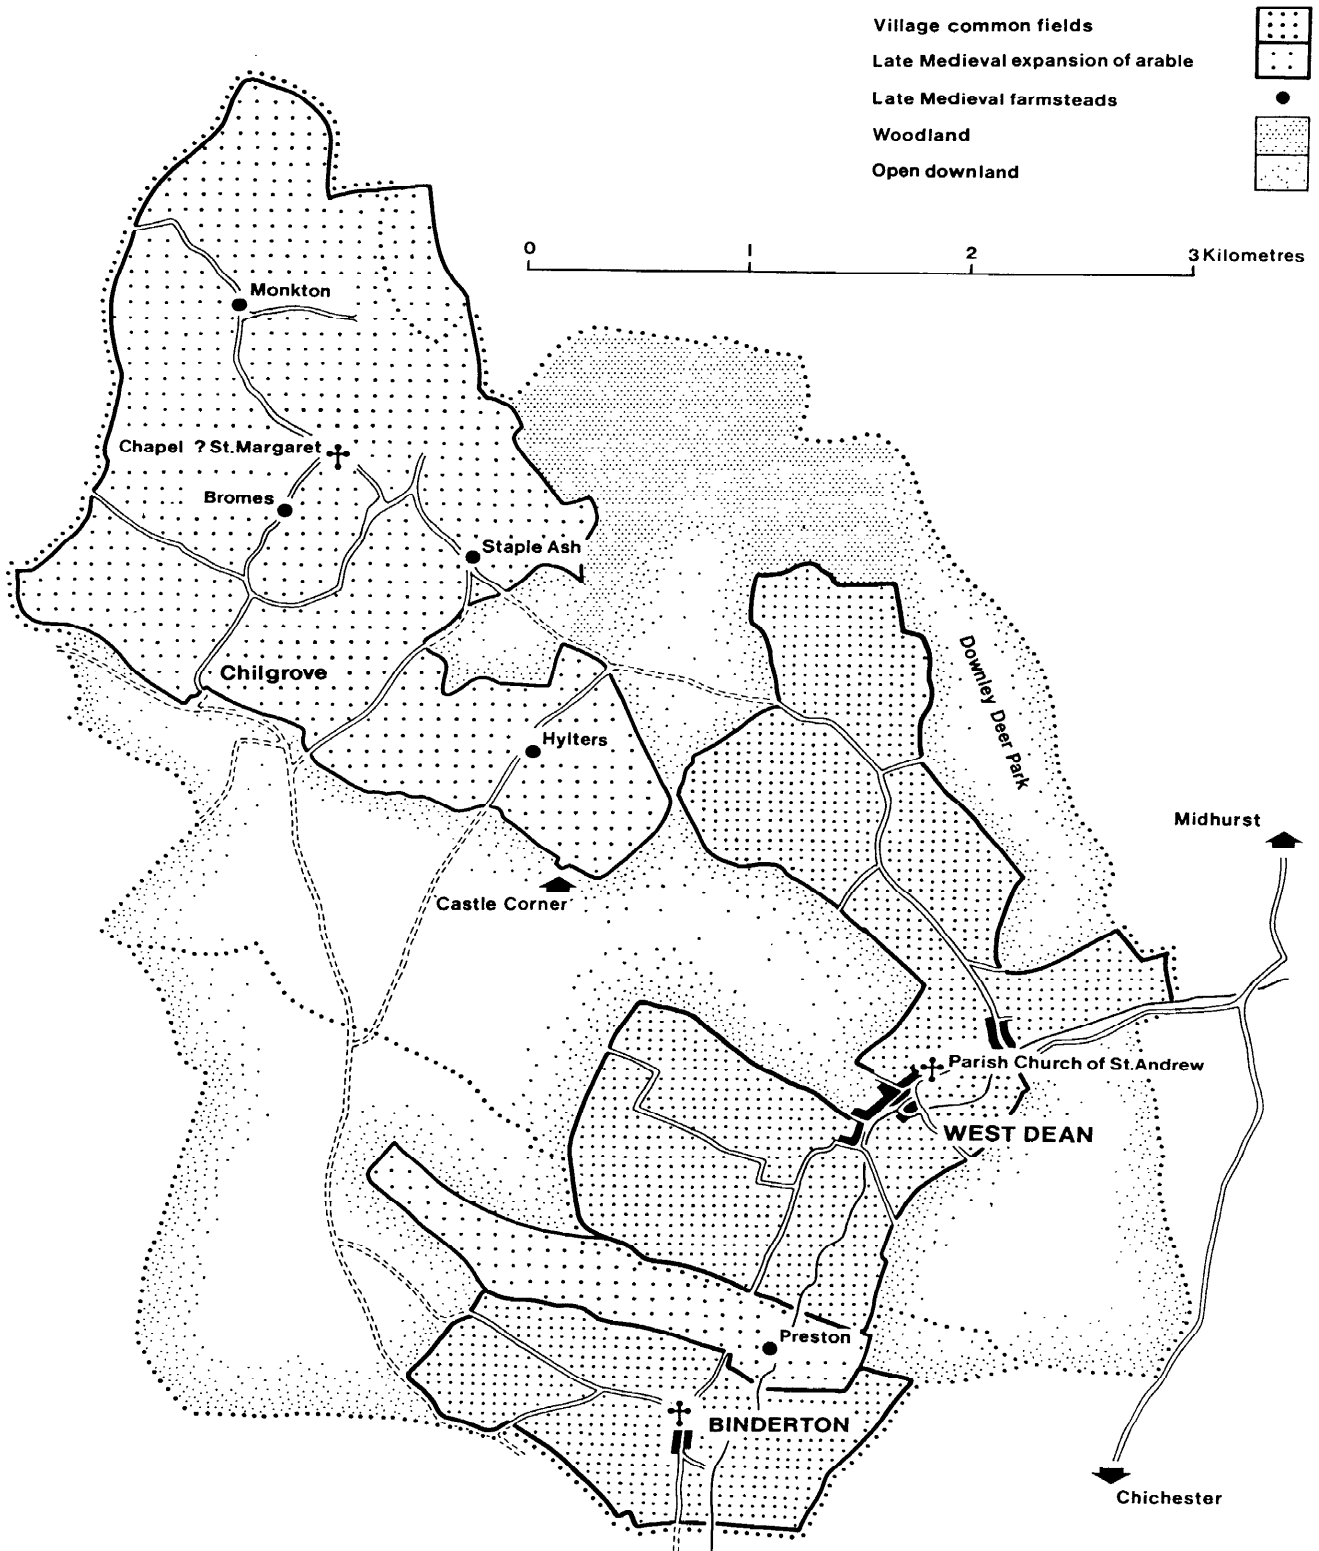 Village common fields
Late Medieval expansion of arable
Late Medieval farmsteads
Woodland
Open downland
0 1 2 3 Kilometres
Monkton
Chapel ? St. Margaret
Bromes
Staple Ash
Chilgrove
Hylters
Downley Deer Park
Midhurst
Castle Corner
Parish Church of St. Andrew
WEST DEAN
Preston
BINDERTON
Chichester